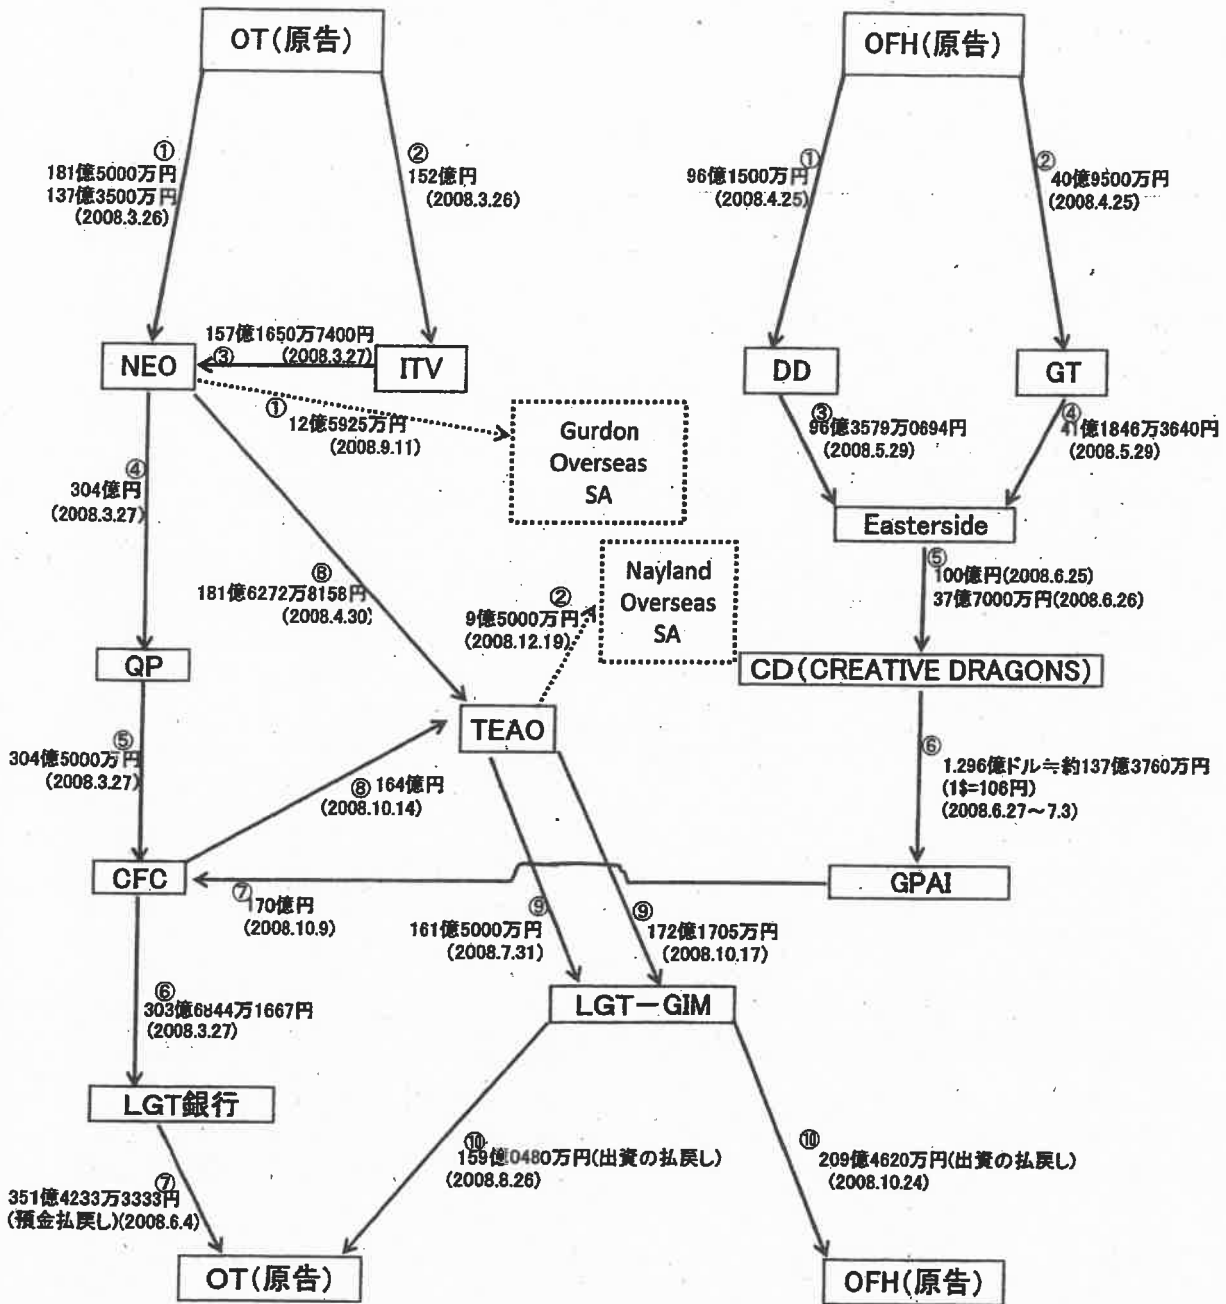 OT(原告)
OFH(原告)
①
181億5000万円
137億3500万円
(2008.3.26)
②
152億円
(2008.3.26)
①
96億1500万円
(2008.4.25)
②
40億9500万円
(2008.4.25)
157億1650万7400円
③
(2008.3.27)
NEO
ITV
DD
GT
①
12億5925万円
(2008.9.11)
Gurdon
Overseas
SA
③
96億3579万0694円
(2008.5.29)
④
41億1846万3640円
(2008.5.29)
④
304億円
(2008.3.27)
Easterside
⑧
181億6272万8158円
(2008.4.30)
②
9億5000万円
(2008.12.19)
Nayland
Overseas
SA
⑤
100億円(2008.6.25)
37億7000万円(2008.6.26)
QP
CD(CREATIVE DRAGONS)
TEAO
⑤
304億5000万円
(2008.3.27)
⑧ 164億円
(2008.10.14)
⑥
1.296億ドル≒約137億3760万円
(1$=106円)
(2008.6.27~7.3)
CFC
GPAI
⑦
170億円
(2008.10.9)
⑨
161億5000万円
(2008.7.31)
⑨
172億1705万円
(2008.10.17)
⑥
303億6844万1667円
(2008.3.27)
LGT-GIM
LGT銀行
⑦
351億4233万3333円
(預金払戻し)(2008.6.4)
⑩
159億0480万円(出資の払戻し)
(2008.8.26)
⑩
209億4620万円(出資の払戻し)
(2008.10.24)
OT(原告)
OFH(原告)